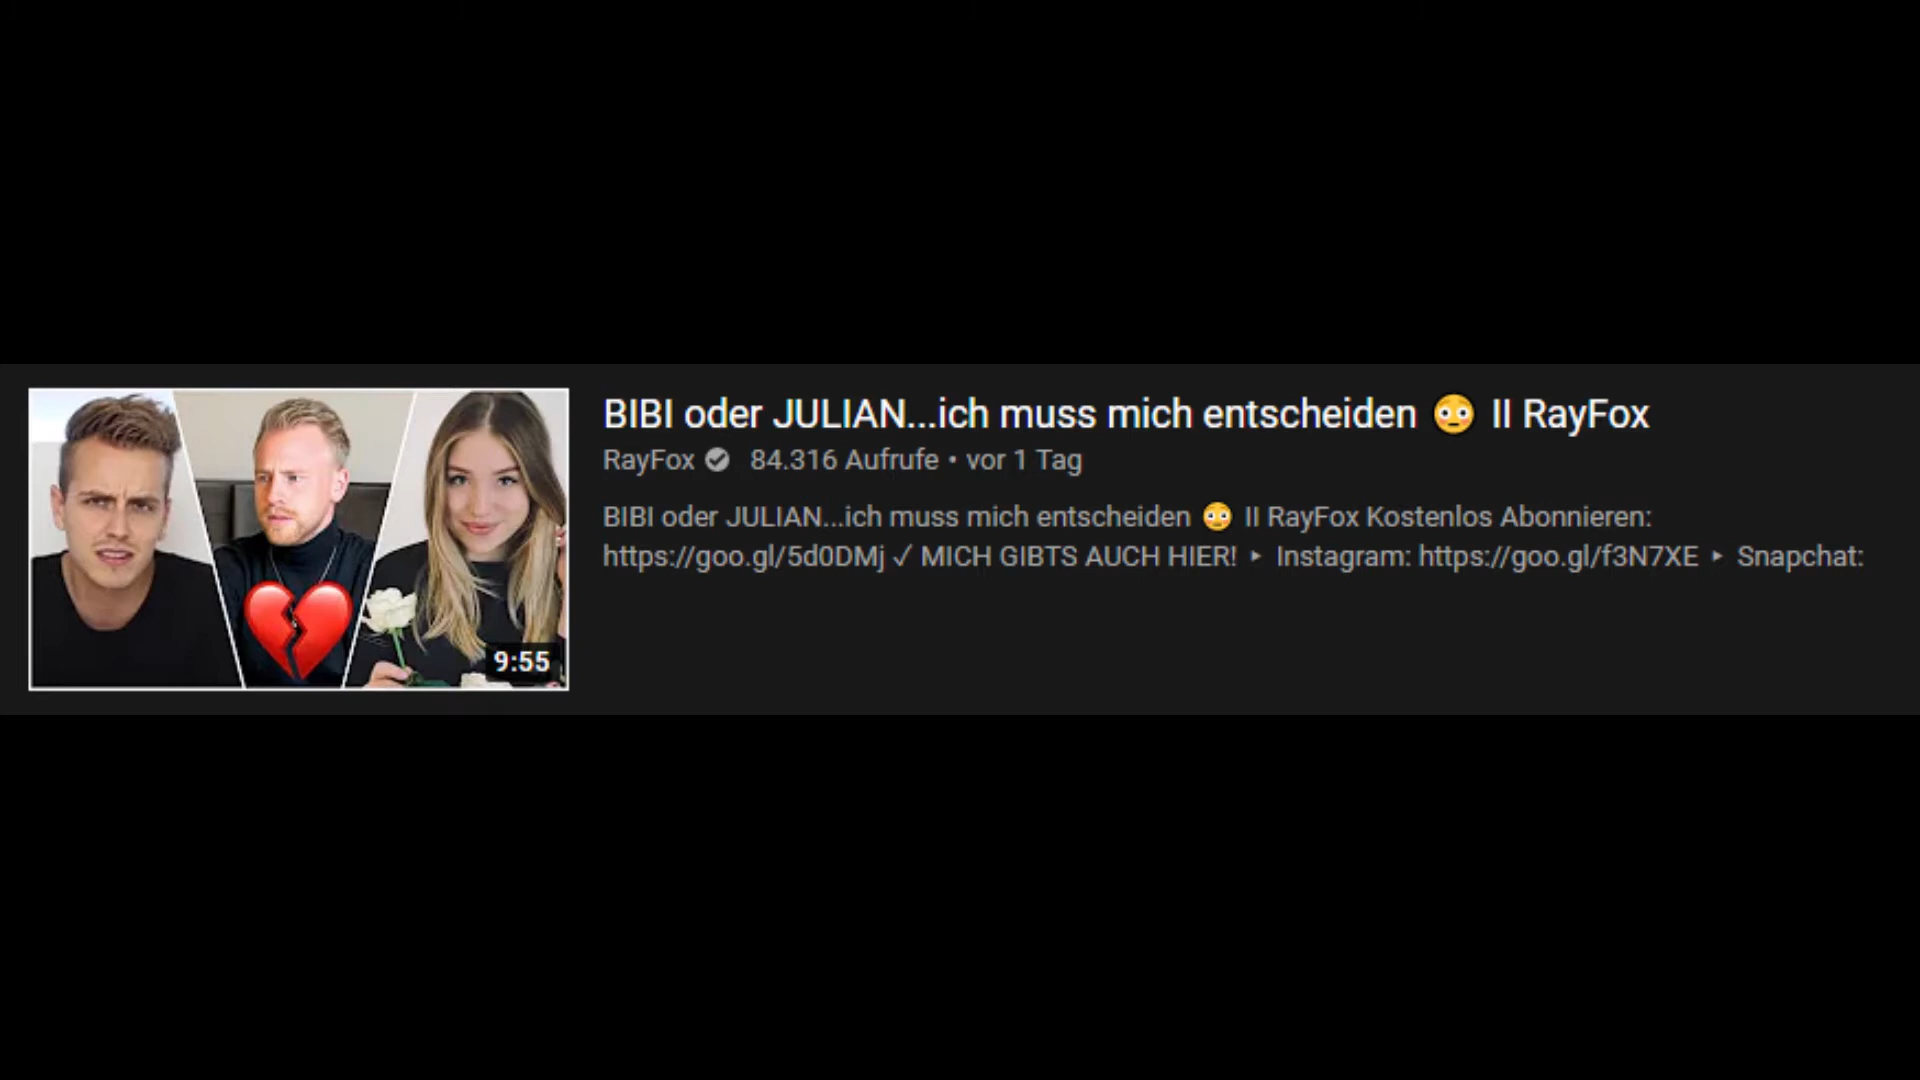 BIBI oder JULIAN...ich muss mich entscheiden 😳 II RayFox
RayFox 84.316 Aufrufe • vor 1 Tag
BIBI oder JULIAN...ich muss mich entscheiden 😳 II RayFox Kostenlos Abonnieren:
https://goo.gl/5d0DMj ✓ MICH GIBTS AUCH HIER! ‣ Instagram: https://goo.gl/f3N7XE ‣ Snapchat:
9:55